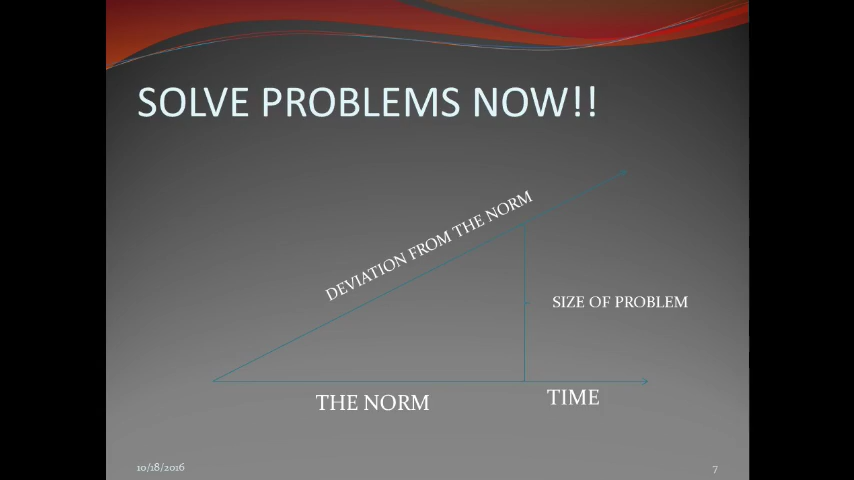 SOLVE PROBLEMS NOW!!
DEVIATION FROM THE NORM
SIZE OF PROBLEM
THE NORM
TIME
10/18/2016
7